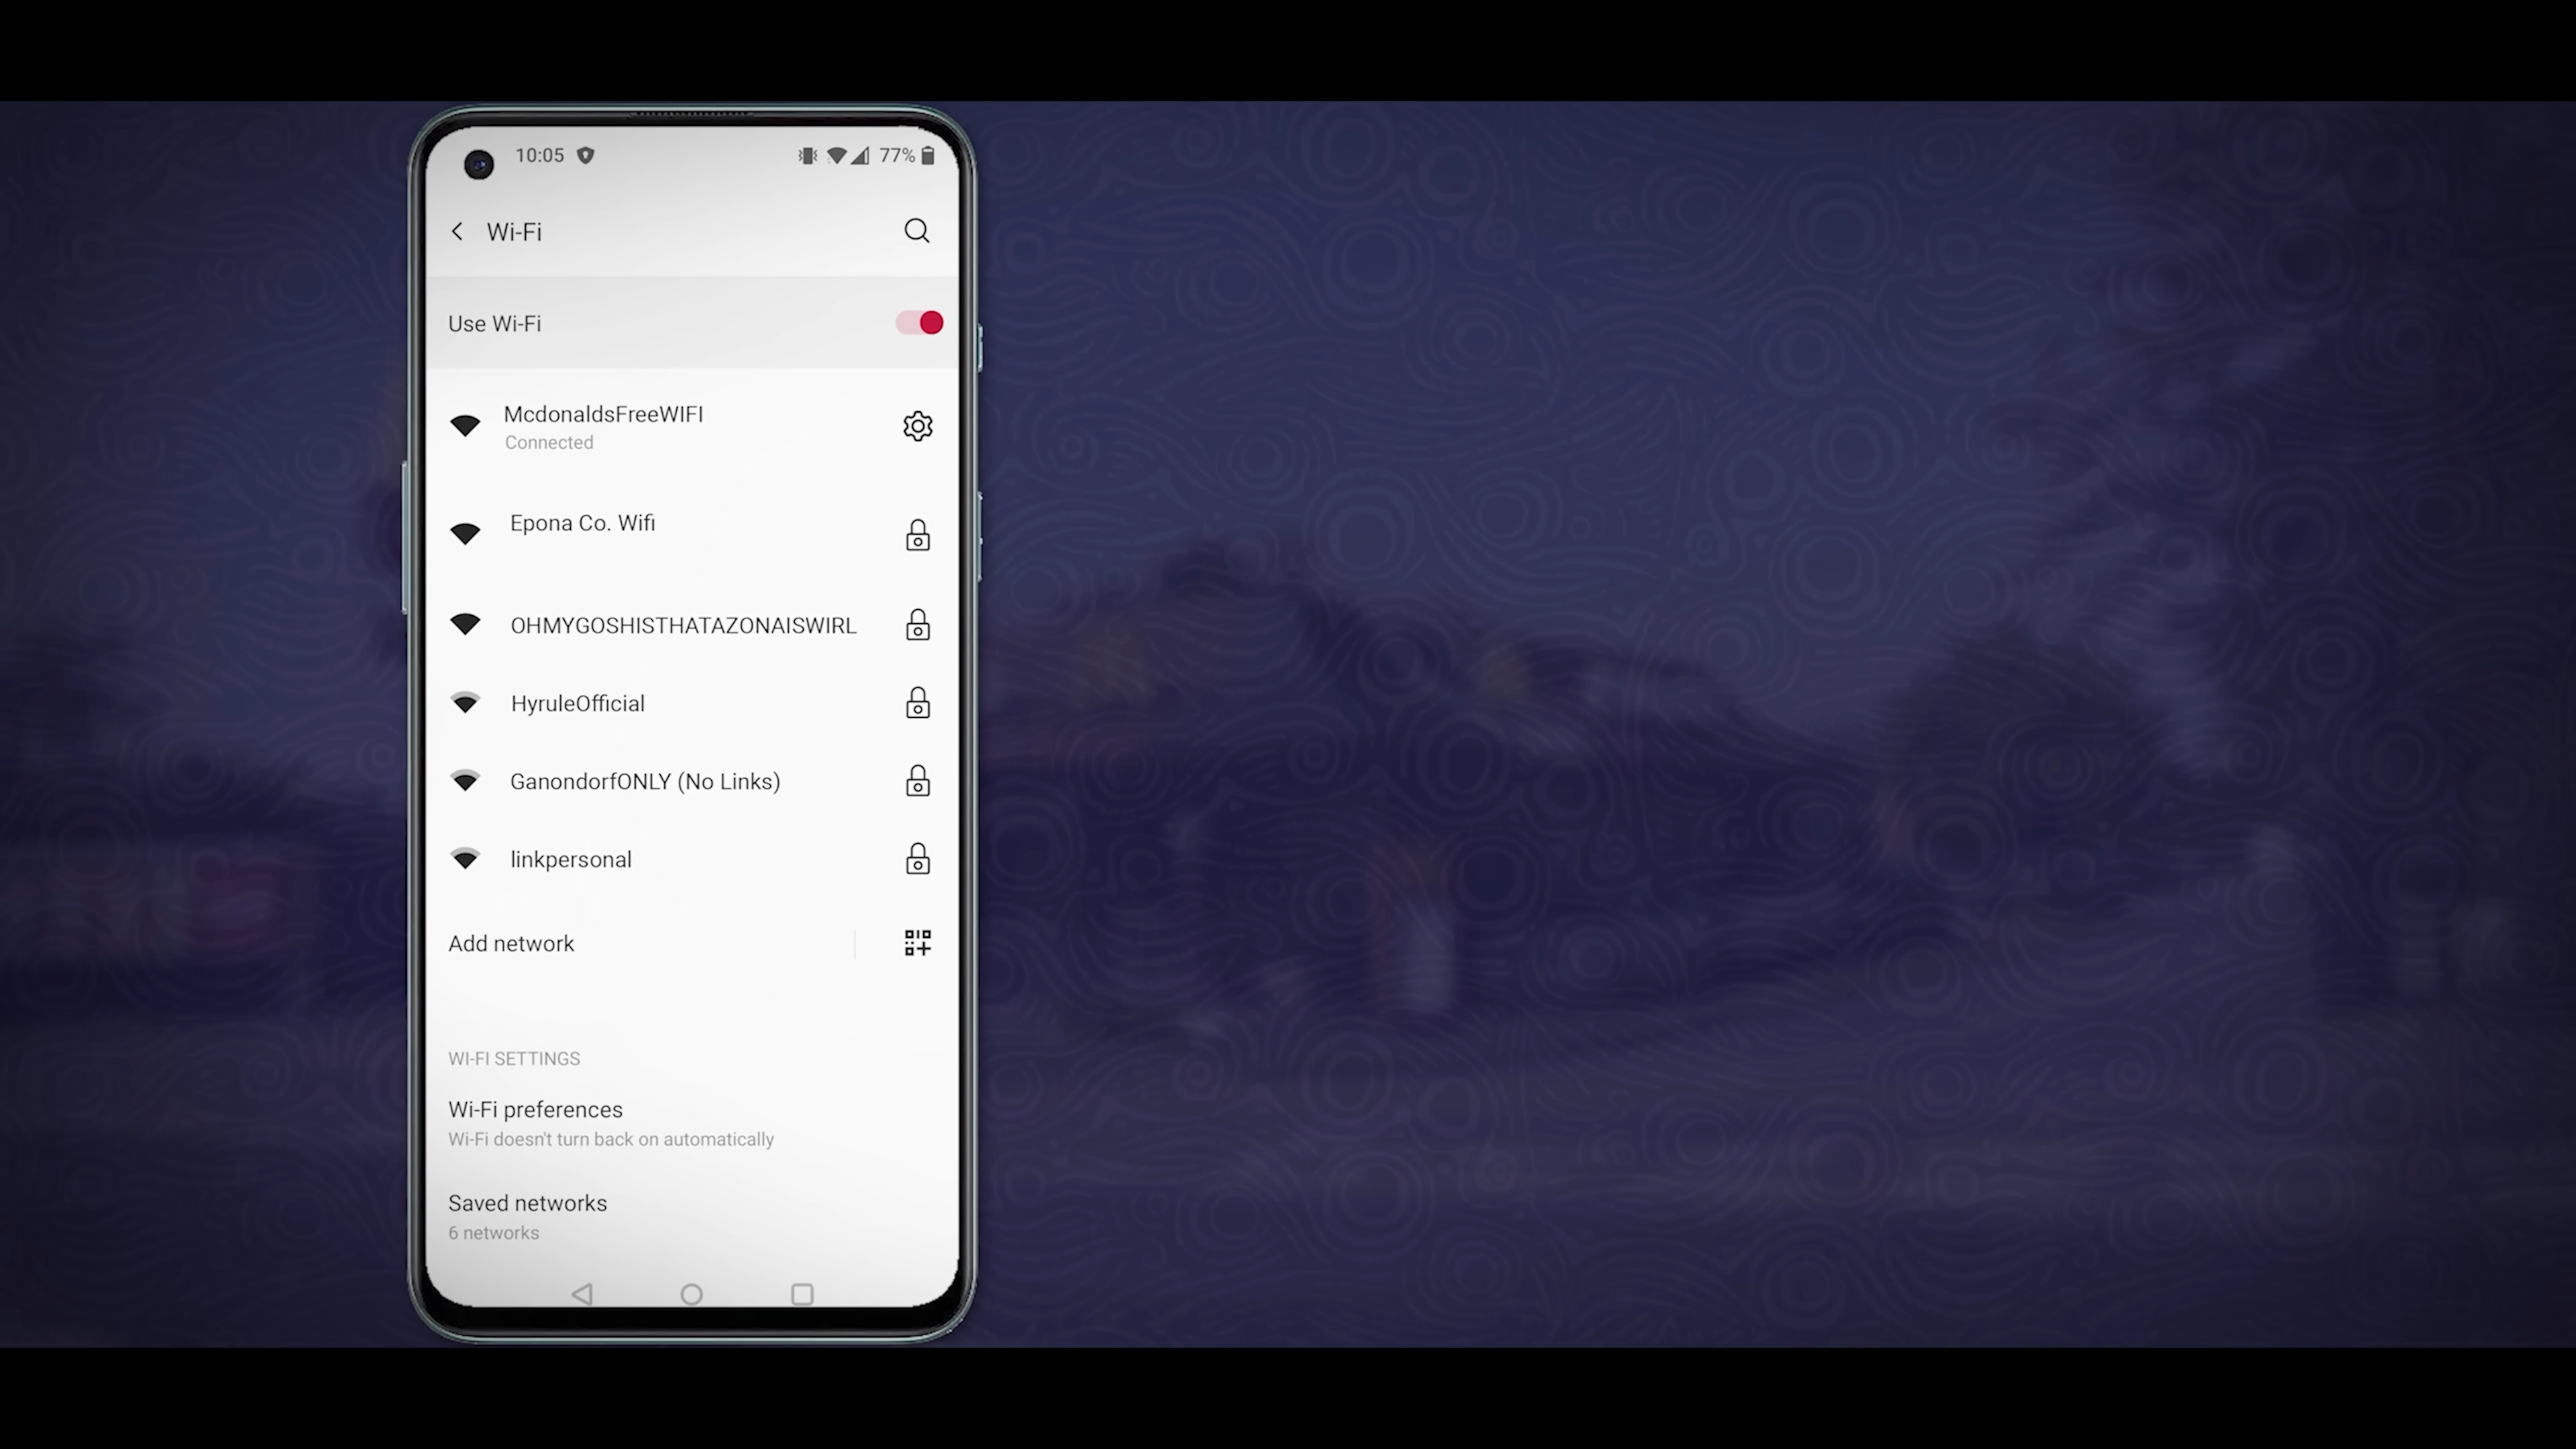 10:05 77%
Wi-Fi
Use Wi-Fi
McdonaldsFreeWIFI
Connected
Epona Co. Wifi
OHMYGOSHISTHATAZONAISWIRL
HyruleOfficial
GanondorfONLY (No Links)
linkpersonal
Add network
WI-FI SETTINGS
Wi-Fi preferences
Wi-Fi doesn't turn back on automatically
Saved networks
6 networks